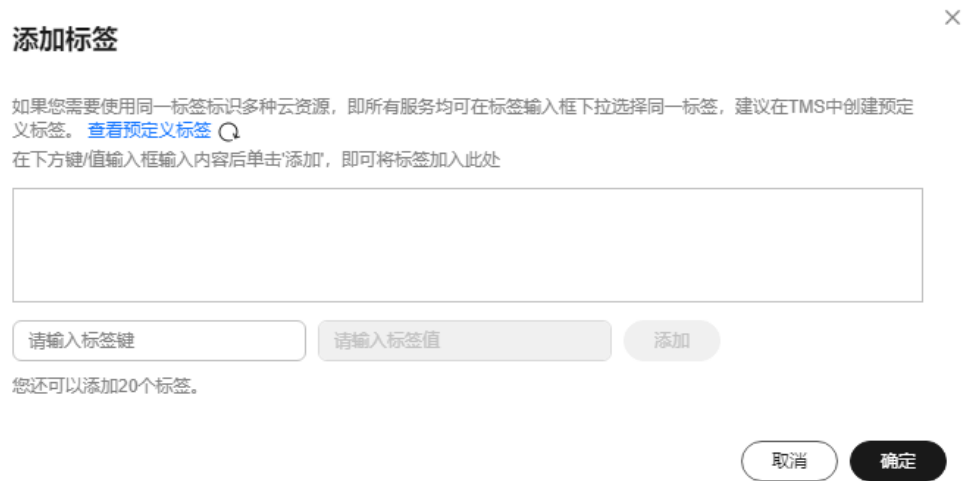 添加标签
如果您需要使用同一标签标识多种云资源，即所有服务均可在标签输入框下拉选择同一标签，建议在TMS中创建预定
义标签。 查看预定义标签
在下方键/值输入框输入内容后单击'添加'，即可将标签加入此处
请输入标签键 请输入标签值 添加
您还可以添加20个标签。
取消 确定